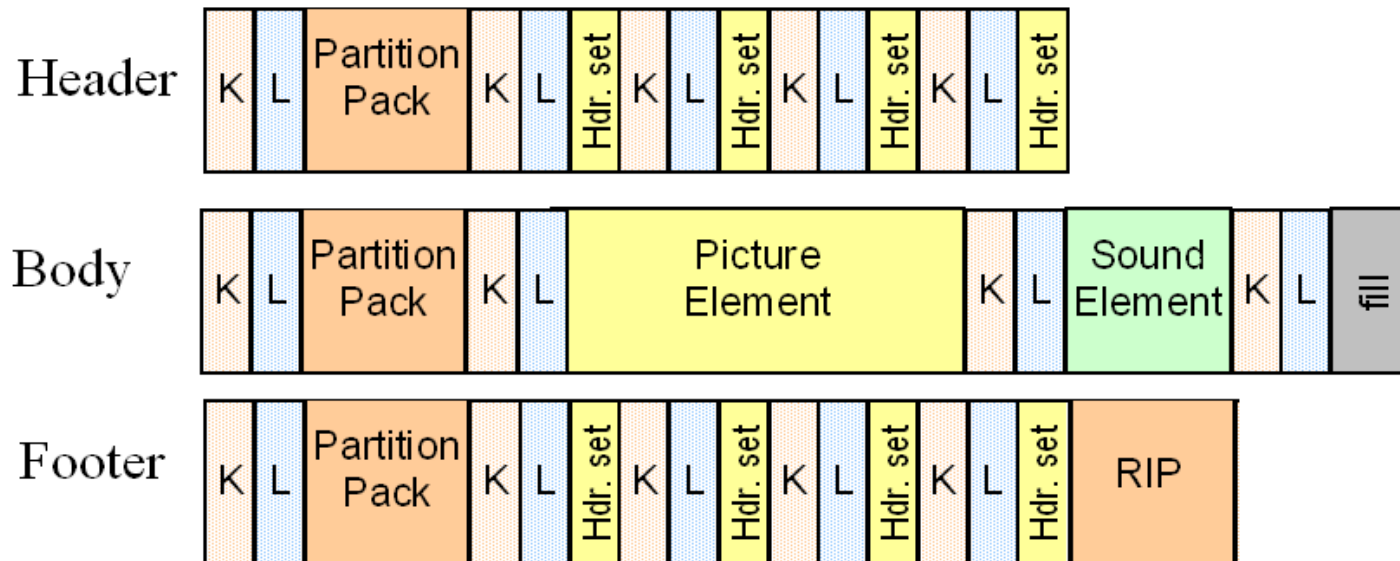 Header
K L Partition Pack K L Hdr. set K L Hdr. set K L Hdr. set K L Hdr. set
Body
K L Partition Pack K L Picture Element K L Sound Element K L fill
Footer
K L Partition Pack K L Hdr. set K L Hdr. set K L Hdr. set K L Hdr. set RIP